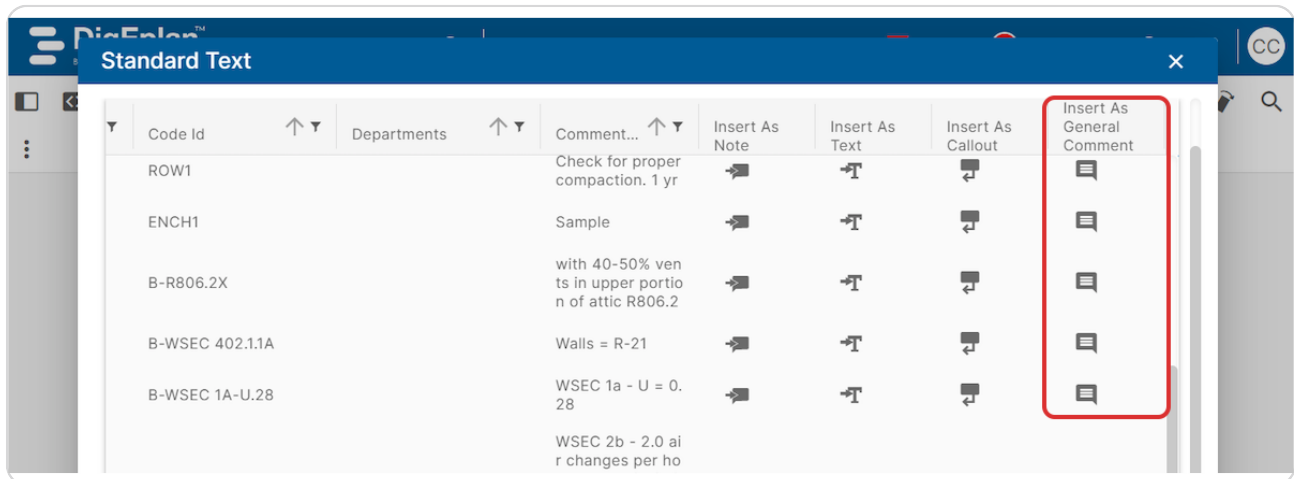 DigEplan™
CC
Standard Text
Code Id
Departments
Comment...
Insert As
Note
Insert As
Text
Insert As
Callout
Insert As
General
Comment
ROW1
Check for proper
compaction. 1 yr
ENCH1
Sample
B-R806.2X
with 40-50% ven
ts in upper portio
n of attic R806.2
B-WSEC 402.1.1A
Walls = R-21
B-WSEC 1A-U.28
WSEC 1a - U = 0.
28
WSEC 2b - 2.0 ai
r changes per ho